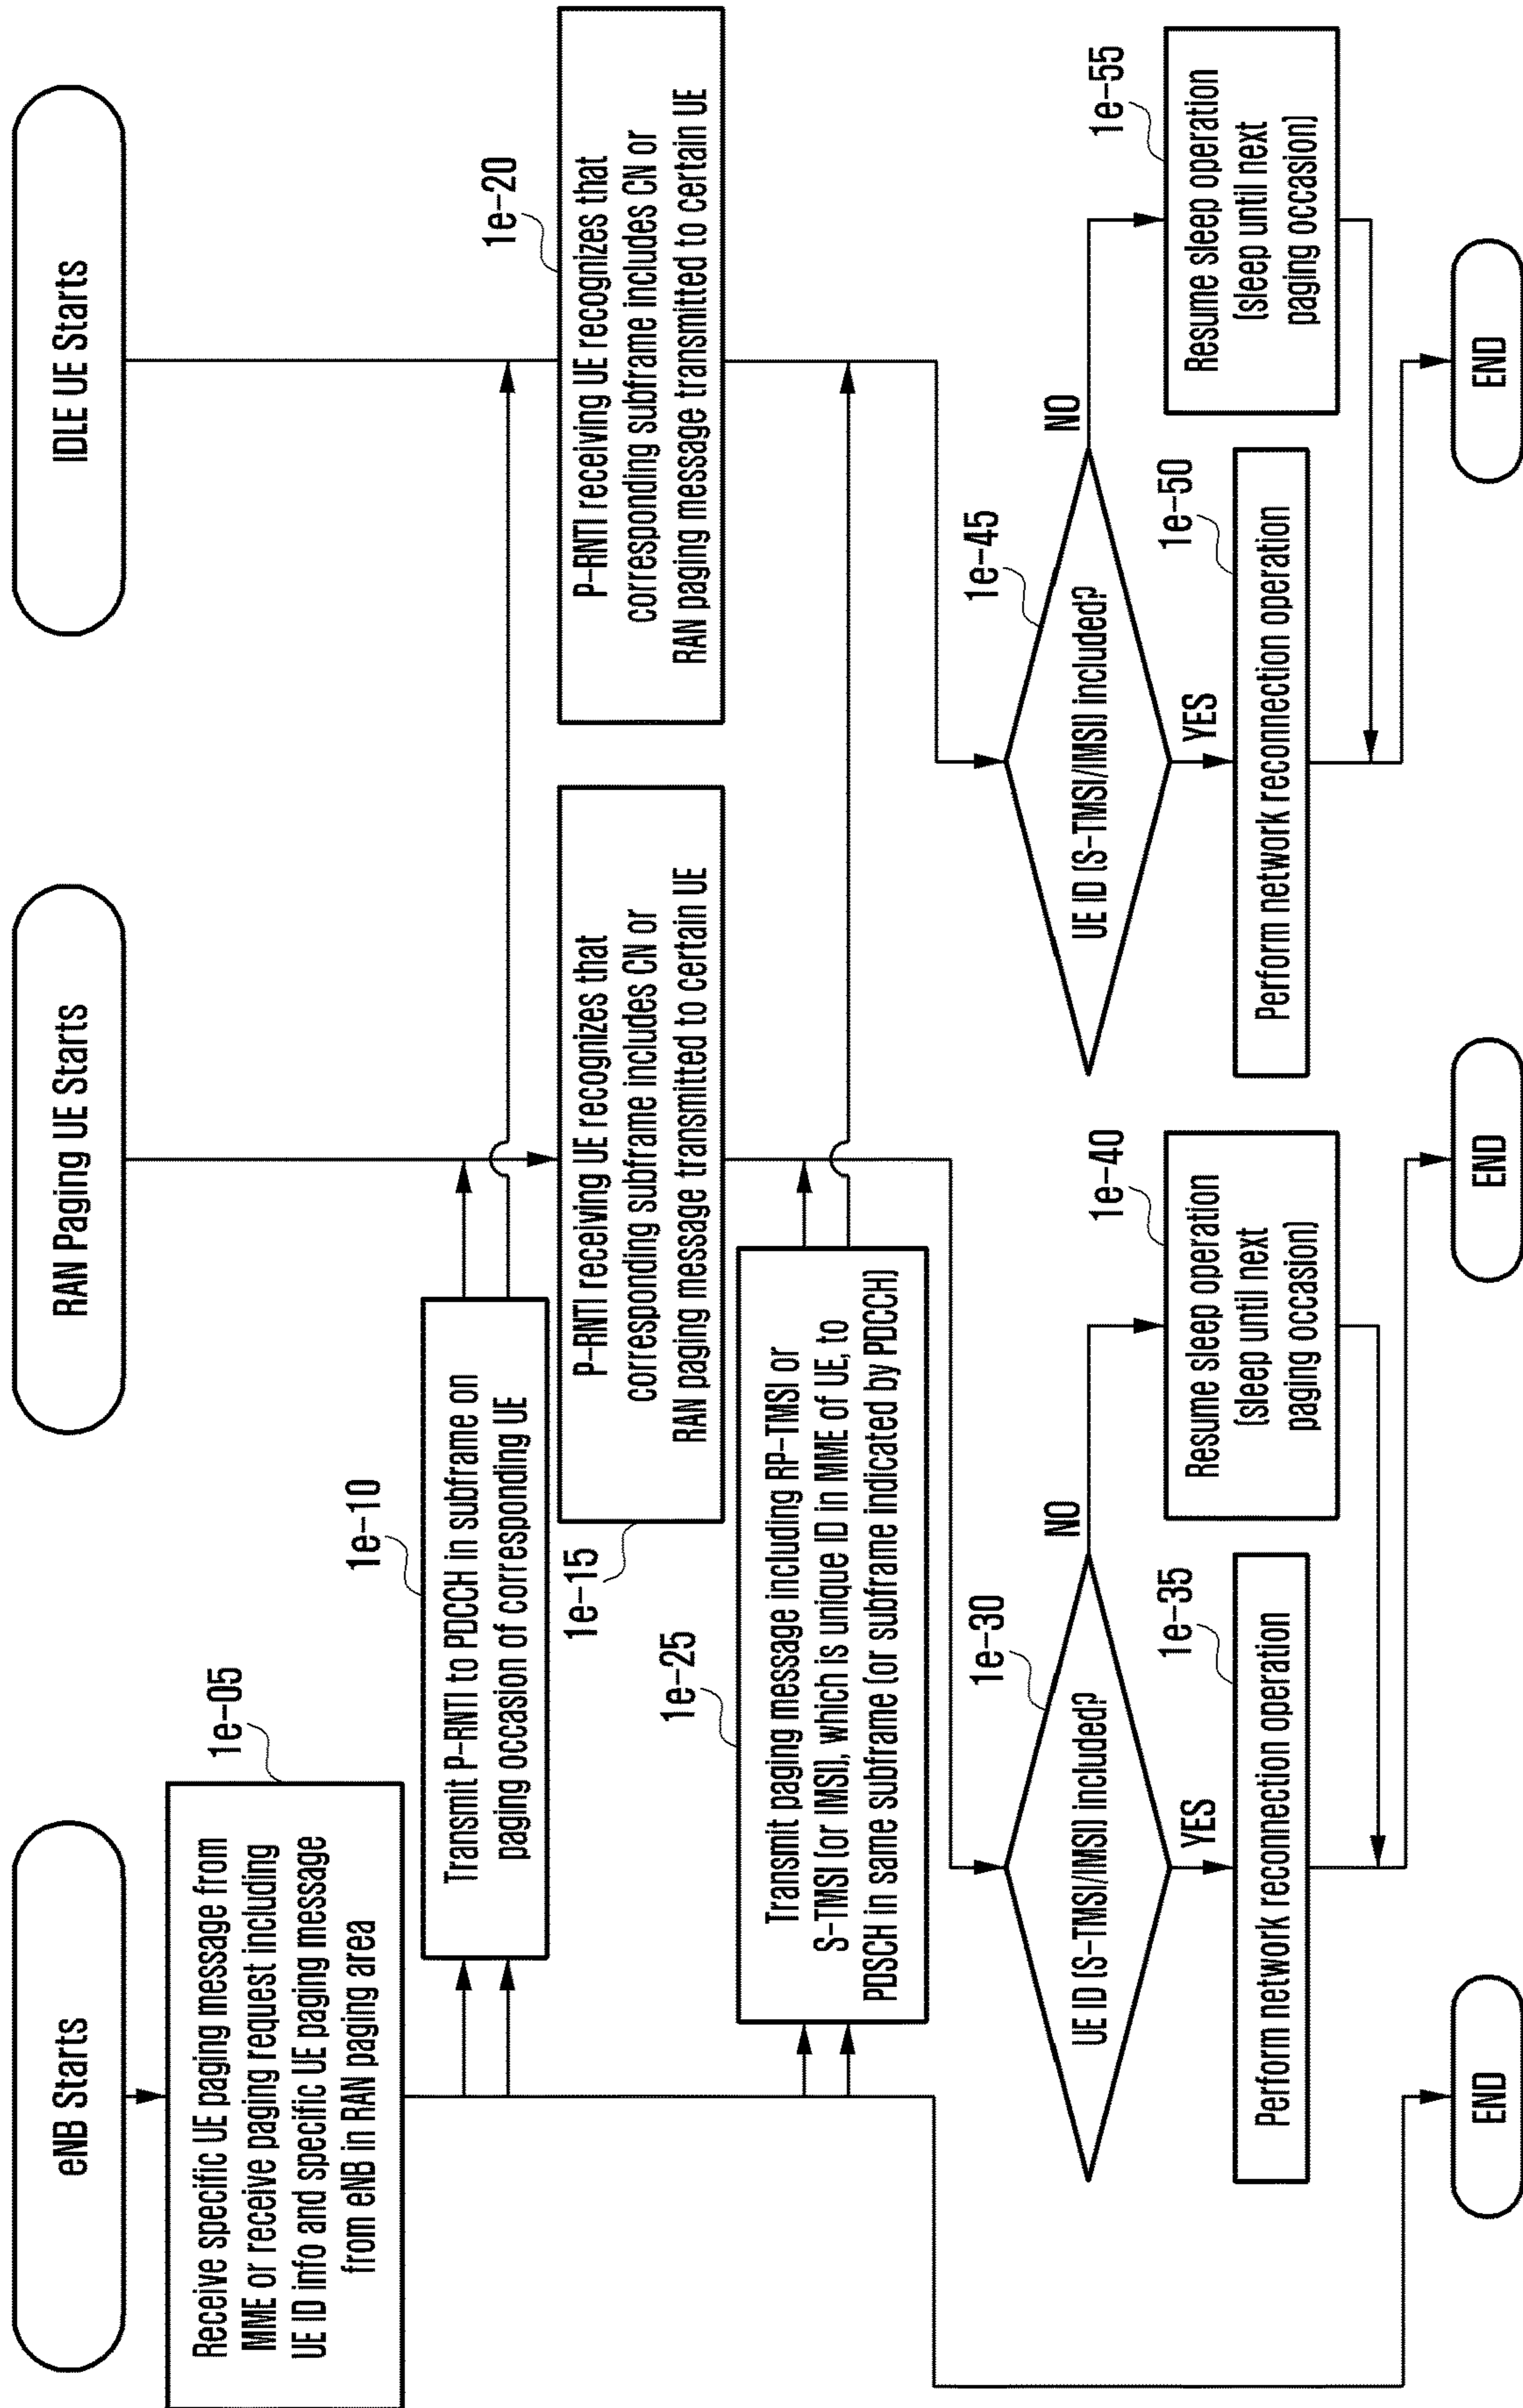 eNB Starts
RAN Paging UE Starts
IDLE UE Starts
1e-05
Receive specific UE paging message from
MME or receive paging request including
UE ID info and specific UE paging message
from eNB in RAN paging area
1e-10
Transmit P-RNTI to PDCCH in subframe on
paging occasion of corresponding UE
1e-15
P-RNTI receiving UE recognizes that
corresponding subframe includes CN or
RAN paging message transmitted to certain UE
1e-20
P-RNTI receiving UE recognizes that
corresponding subframe includes CN or
RAN paging message transmitted to certain UE
1e-25
Transmit paging message including RP-TMSI or
S-TMSI (or IMSI), which is unique ID in MME of UE, to
PDSCH in same subframe (or subframe indicated by PDCCH)
1e-30
UE ID (S-TMSI/IMSI) included?
NO
YES
1e-35
Perform network reconnection operation
1e-40
Resume sleep operation
(sleep until next
paging occasion)
1e-45
UE ID (S-TMSI/IMSI) included?
NO
YES
1e-50
Perform network reconnection operation
1e-55
Resume sleep operation
(sleep until next
paging occasion)
END
END
END